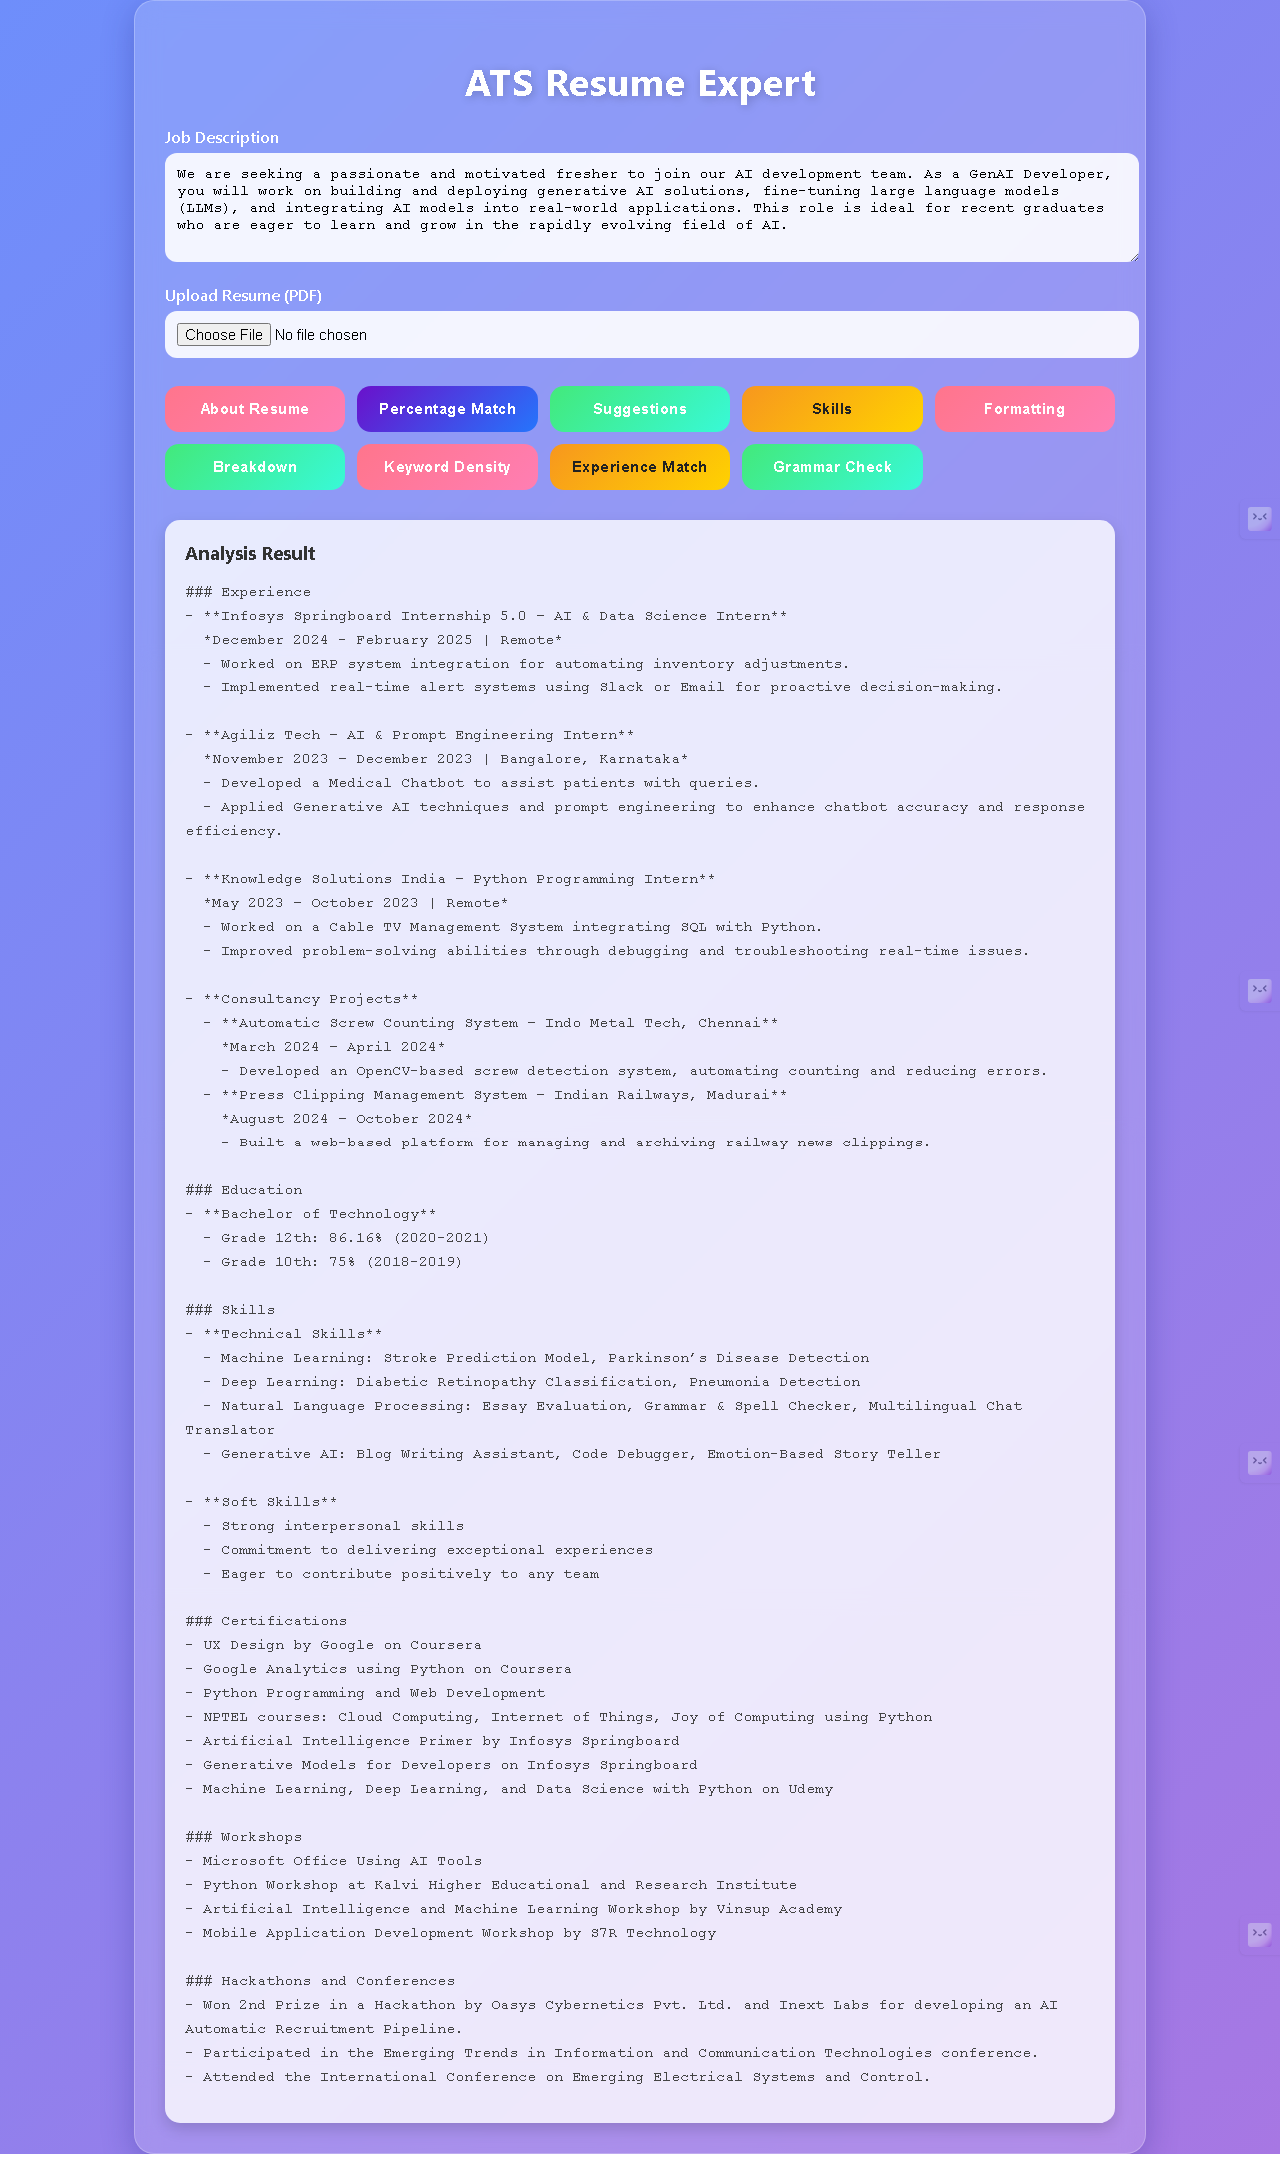 ATS Resume Expert
Job Description
We are seeking a passionate and motivated fresher to join our AI development team. As a GenAI Developer,
you will work on building and deploying generative AI solutions, fine-tuning large language models
(LLMs), and integrating AI models into real-world applications. This role is ideal for recent graduates
who are eager to learn and grow in the rapidly evolving field of AI.
Upload Resume (PDF)
Choose File No file chosen
About Resume Percentage Match Suggestions Skills Formatting
Breakdown Keyword Density Experience Match Grammar Check
Analysis Result
### Experience
- **Infosys Springboard Internship 5.0 – AI & Data Science Intern**
*December 2024 - February 2025 | Remote*
- Worked on ERP system integration for automating inventory adjustments.
- Implemented real-time alert systems using Slack or Email for proactive decision-making.
- **Agiliz Tech – AI & Prompt Engineering Intern**
*November 2023 – December 2023 | Bangalore, Karnataka*
- Developed a Medical Chatbot to assist patients with queries.
- Applied Generative AI techniques and prompt engineering to enhance chatbot accuracy and response
efficiency.
- **Knowledge Solutions India – Python Programming Intern**
*May 2023 – October 2023 | Remote*
- Worked on a Cable TV Management System integrating SQL with Python.
- Improved problem-solving abilities through debugging and troubleshooting real-time issues.
- **Consultancy Projects**
- **Automatic Screw Counting System – Indo Metal Tech, Chennai**
*March 2024 – April 2024*
- Developed an OpenCV-based screw detection system, automating counting and reducing errors.
- **Press Clipping Management System – Indian Railways, Madurai**
*August 2024 – October 2024*
- Built a web-based platform for managing and archiving railway news clippings.
### Education
- **Bachelor of Technology**
- Grade 12th: 86.16% (2020-2021)
- Grade 10th: 75% (2018-2019)
### Skills
- **Technical Skills**
- Machine Learning: Stroke Prediction Model, Parkinson’s Disease Detection
- Deep Learning: Diabetic Retinopathy Classification, Pneumonia Detection
- Natural Language Processing: Essay Evaluation, Grammar & Spell Checker, Multilingual Chat
Translator
- Generative AI: Blog Writing Assistant, Code Debugger, Emotion-Based Story Teller
- **Soft Skills**
- Strong interpersonal skills
- Commitment to delivering exceptional experiences
- Eager to contribute positively to any team
### Certifications
- UX Design by Google on Coursera
- Google Analytics using Python on Coursera
- Python Programming and Web Development
- NPTEL courses: Cloud Computing, Internet of Things, Joy of Computing using Python
- Artificial Intelligence Primer by Infosys Springboard
- Generative Models for Developers on Infosys Springboard
- Machine Learning, Deep Learning, and Data Science with Python on Udemy
### Workshops
- Microsoft Office Using AI Tools
- Python Workshop at Kalvi Higher Educational and Research Institute
- Artificial Intelligence and Machine Learning Workshop by Vinsup Academy
- Mobile Application Development Workshop by S7R Technology
### Hackathons and Conferences
- Won 2nd Prize in a Hackathon by Oasys Cybernetics Pvt. Ltd. and Inext Labs for developing an AI
Automatic Recruitment Pipeline.
- Participated in the Emerging Trends in Information and Communication Technologies conference.
- Attended the International Conference on Emerging Electrical Systems and Control.